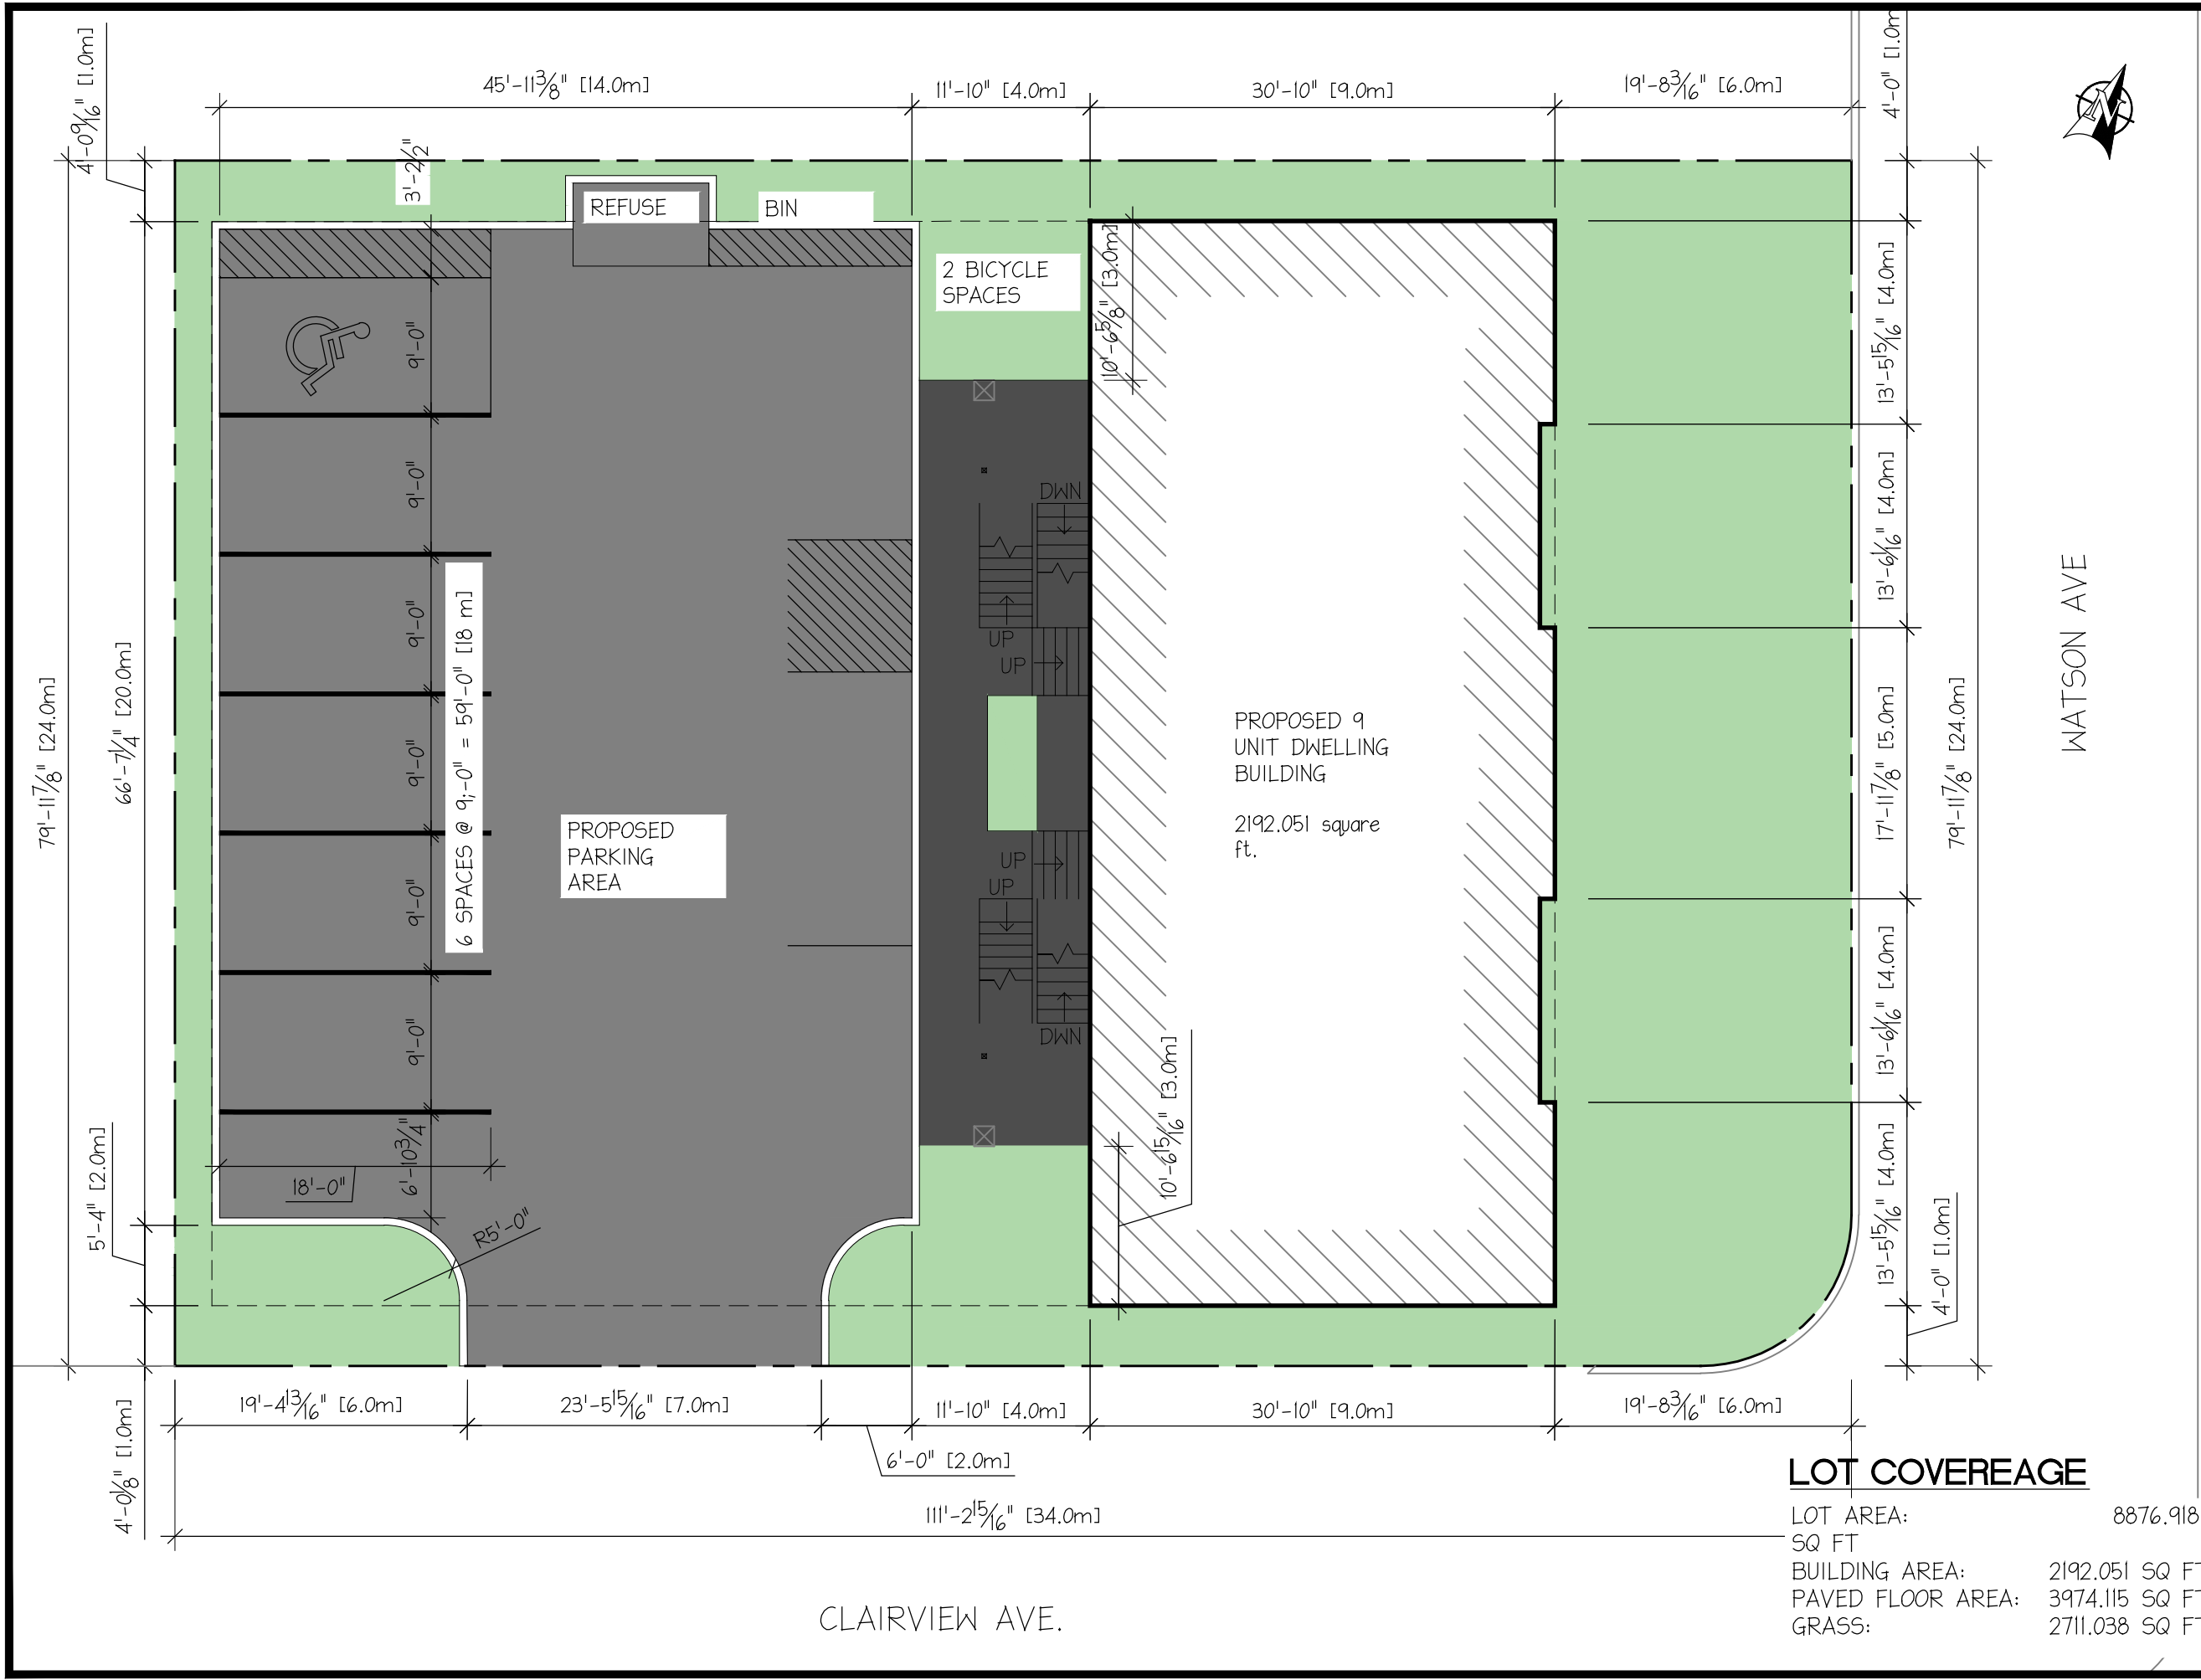 4'-0 9/16" [1.0m]
45'-11 3/8" [14.0m]
11'-10" [4.0m]
30'-10" [9.0m]
19'-8 3/16" [6.0m]
4'-0" [1.0m
N
3'-2 1/2"
REFUSE
BIN
2 BICYCLE
SPACES
10'-6 5/8" [3.0m]
13'-5 15/16" [4.0m]
9'-0"
9'-0"
DWN
13'-6 1/16" [4.0m]
UP
UP
9'-0"
79'-11 7/8" [24.0m]
66'-7 1/4" [20.0m]
6 SPACES @ 9;-0" = 59'-0" [18 m]
9'-0"
PROPOSED 9
UNIT DWELLING
BUILDING
2192.051 square
ft.
17'-11 7/8" [5.0m]
79'-11 7/8" [24.0m]
WATSON AVE
PROPOSED
PARKING
AREA
UP
UP
9'-0"
9'-0"
DWN
13'-6 1/16" [4.0m]
6'-10 3/4"
18'-0"
5'-4" [2.0m]
R5'-0"
10'-6 15/16" [3.0m]
13'-5 15/16" [4.0m]
4'-0" [1.0m]
4'-0 1/8" [1.0m]
19'-4 13/16" [6.0m]
23'-5 15/16" [7.0m]
11'-10" [4.0m]
30'-10" [9.0m]
19'-8 3/16" [6.0m]
6'-0" [2.0m]
111'-2 15/16" [34.0m]
CLAIRVIEW AVE.
LOT COVEREAGE
LOT AREA: 8876.918
SQ FT
BUILDING AREA: 2192.051 SQ FT
PAVED FLOOR AREA: 3974.115 SQ FT
GRASS: 2711.038 SQ FT